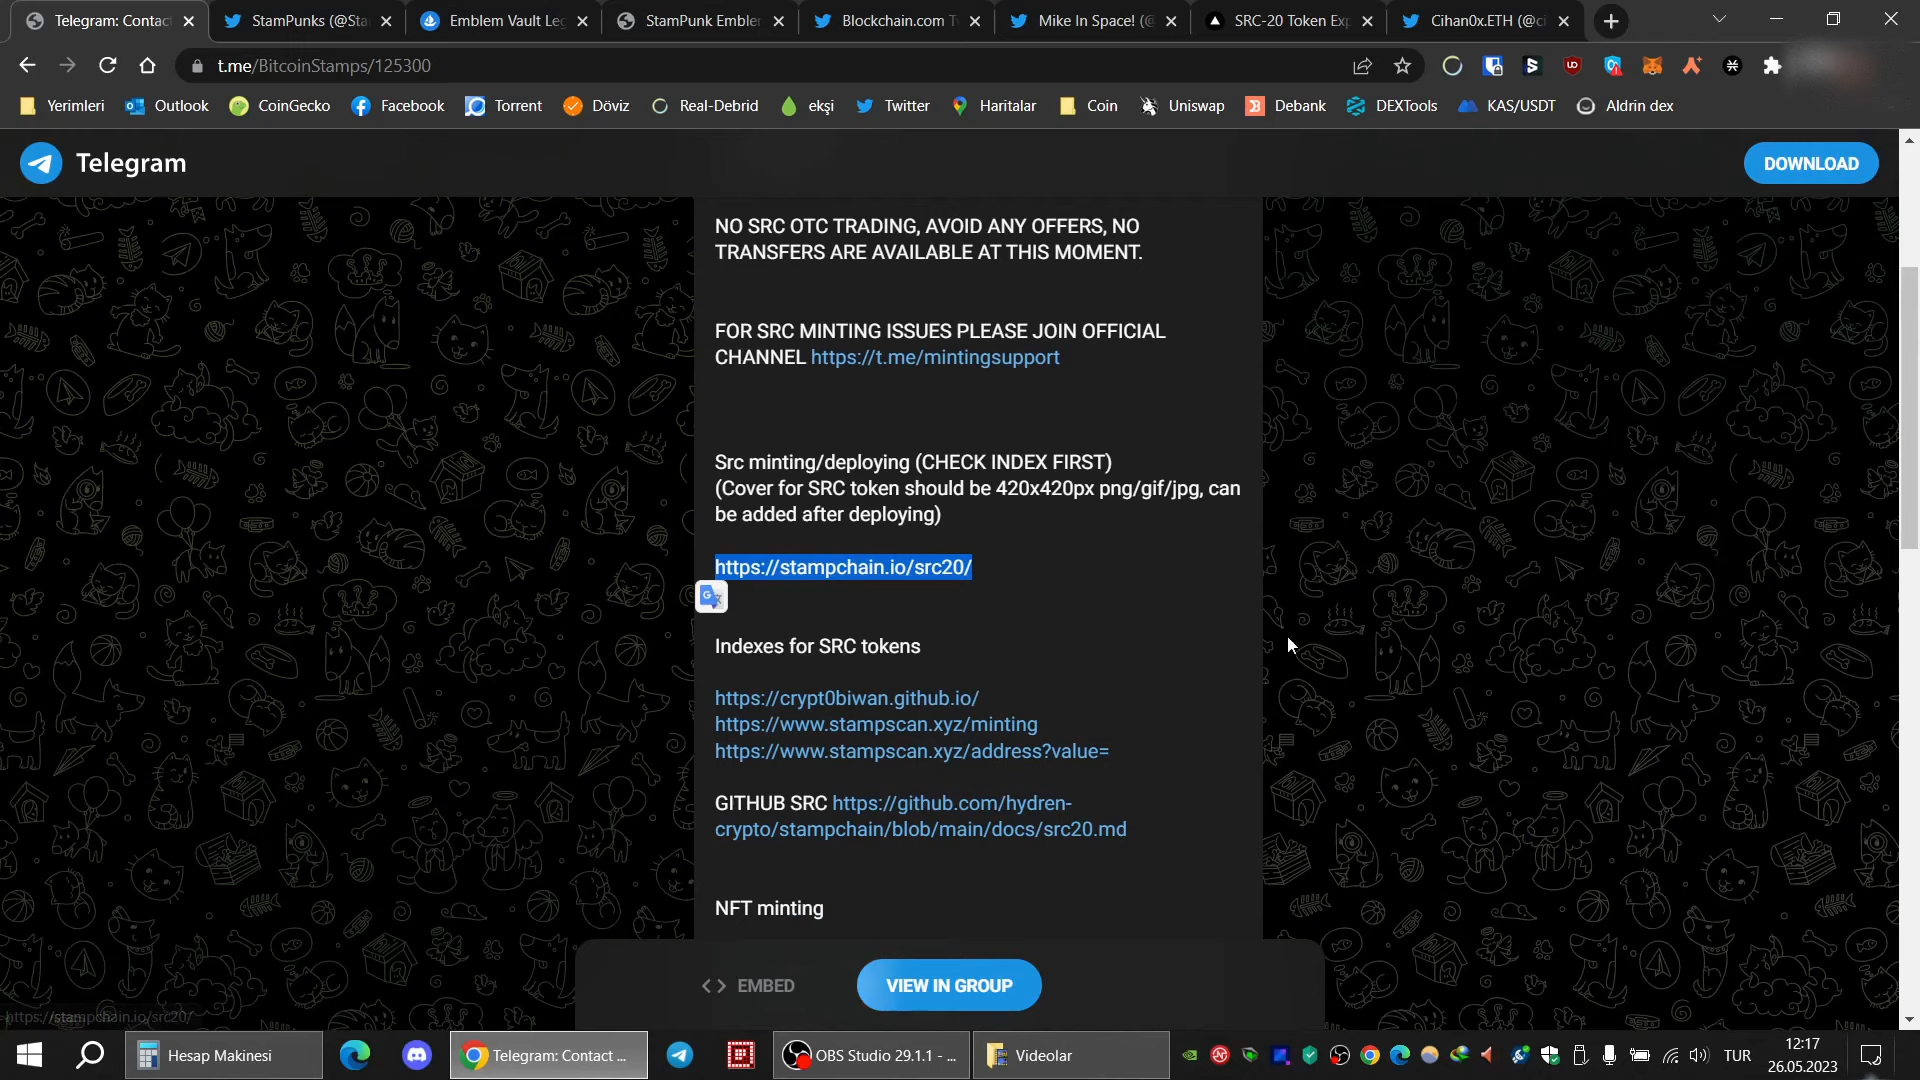 Telegram: Contac
StamPunks (@Sta
Emblem Vault Leg
StamPunk Embler
Blockchain.com Tw
Mike In Space! (@
SRC-20 Token Exp
Cihan0x.ETH (@ci
t.me/BitcoinStamps/125300
Yerimleri
Outlook
CoinGecko
Facebook
Torrent
Döviz
Real-Debrid
ekşi
Twitter
Haritalar
Coin
Uniswap
Debank
DEXTools
KAS/USDT
Aldrin dex
Telegram
DOWNLOAD
NO SRC OTC TRADING, AVOID ANY OFFERS, NO
TRANSFERS ARE AVAILABLE AT THIS MOMENT.
FOR SRC MINTING ISSUES PLEASE JOIN OFFICIAL
CHANNEL https://t.me/mintingsupport
Src minting/deploying (CHECK INDEX FIRST)
(Cover for SRC token should be 420x420px png/gif/jpg, can
be added after deploying)
https://stampchain.io/src20/
Indexes for SRC tokens
https://crypt0biwan.github.io/
https://www.stampscan.xyz/minting
https://www.stampscan.xyz/address?value=
GITHUB SRC https://github.com/hydren-
crypto/stampchain/blob/main/docs/src20.md
NFT minting
<> EMBED
VIEW IN GROUP
https://stampchain.io/src20/
Hesap Makinesi
Telegram: Contact ...
OBS Studio 29.1.1 - ...
Videolar
TUR
12:17
26.05.2023